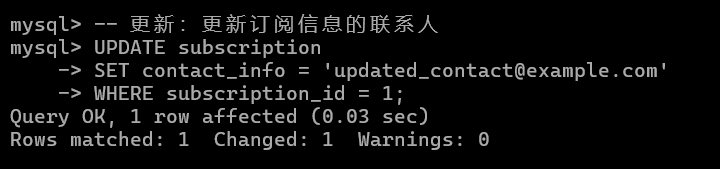 mysql> -- 更新：更新订阅信息的联系人
mysql> UPDATE subscription
    -> SET contact_info = 'updated_contact@example.com'
    -> WHERE subscription_id = 1;
Query OK, 1 row affected (0.03 sec)
Rows matched: 1  Changed: 1  Warnings: 0